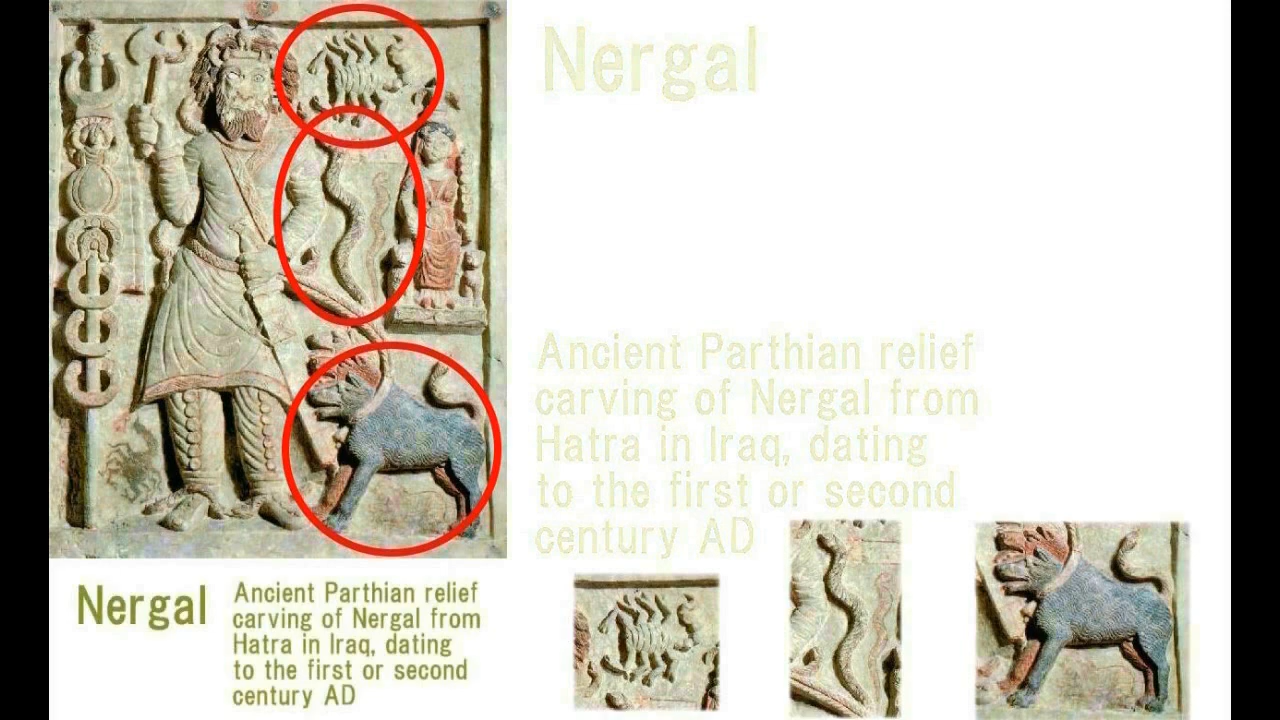 Nergal
Ancient Parthian relief
carving of Nergal from
Hatra in Iraq, dating
to the first or second
century AD
Nergal
Ancient Parthian relief
carving of Nergal from
Hatra in Iraq, dating
to the first or second
century AD